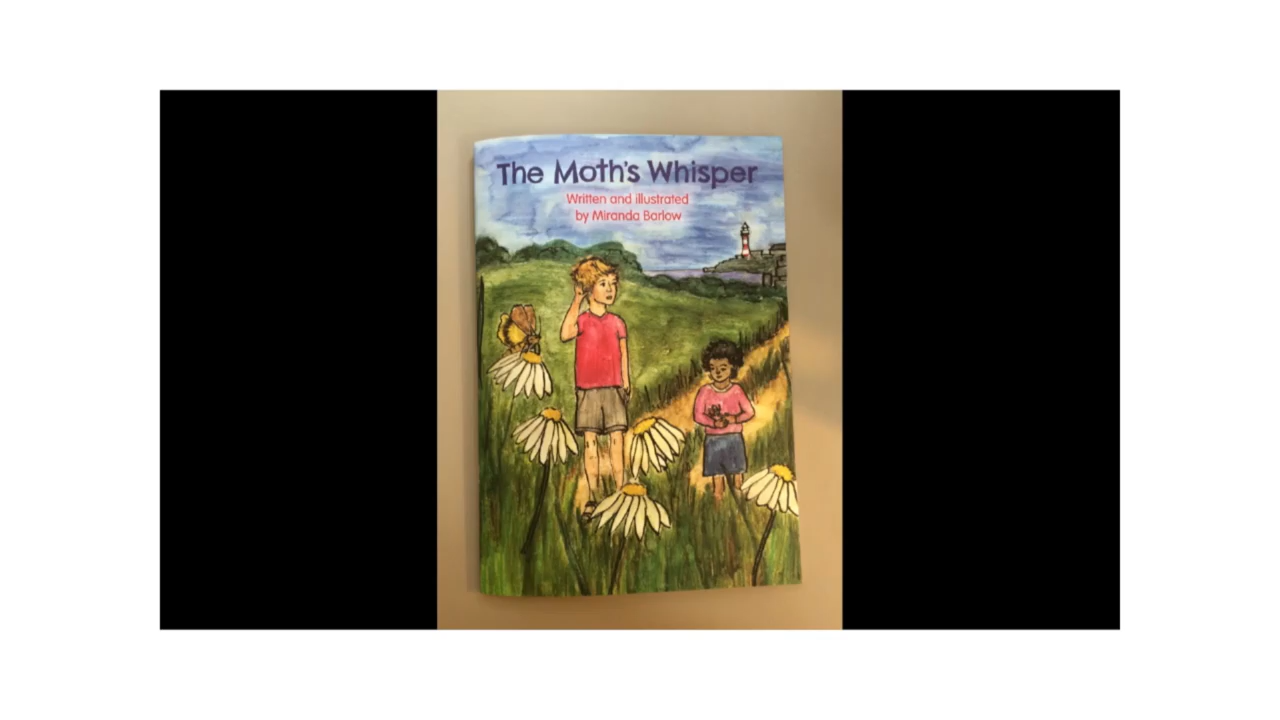 The Moth's Whisper
Written and illustrated
by Miranda Barlow